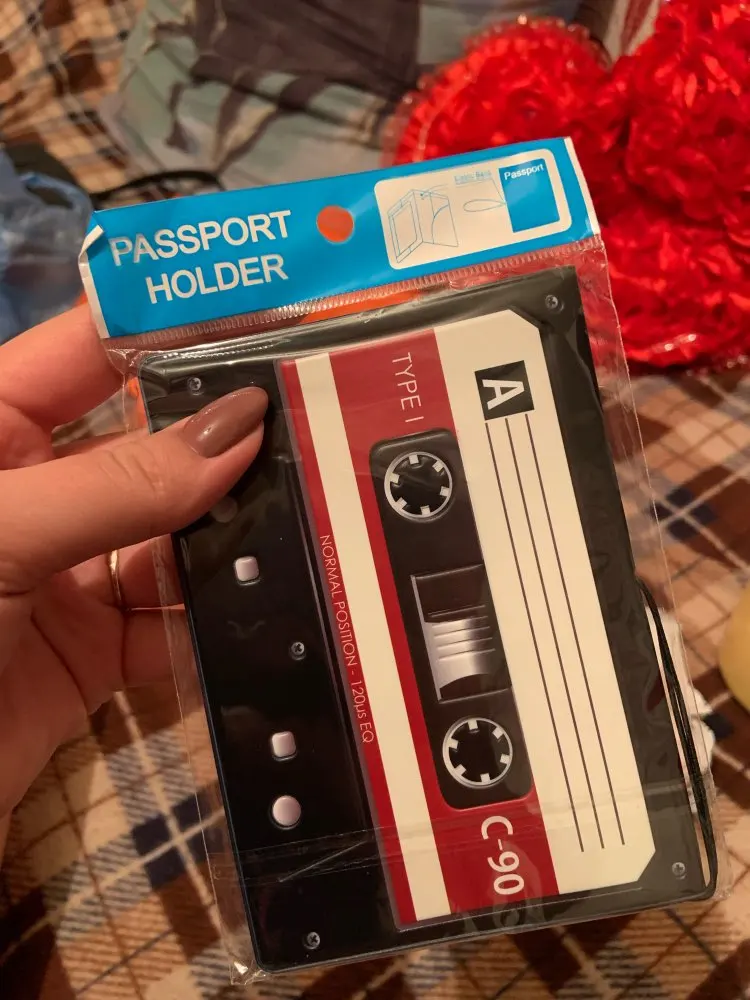 PASSPORT
HOLDER
Passport
A
TYPE I
NORMAL POSITION - 120µs EQ
C-90